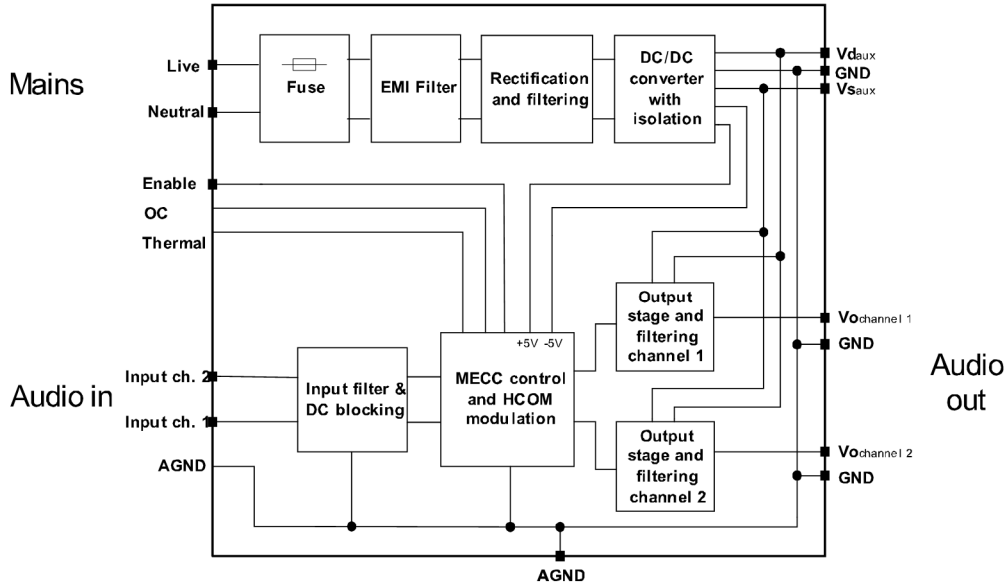 Mains
Live
Neutral
Fuse
EMI Filter
Rectification
and filtering
DC/DC
converter
with
isolation
Vdaux
GND
Vsaux
Enable
OC
Thermal
+5V -5V
MECC control
and HCOM
modulation
Output
stage and
filtering
channel 1
Vochannel 1
GND
Audio in
Input ch. 2
Input ch. 1
AGND
Input filter &
DC blocking
Output
stage and
filtering
channel 2
Audio
out
Vochannel 2
GND
AGND